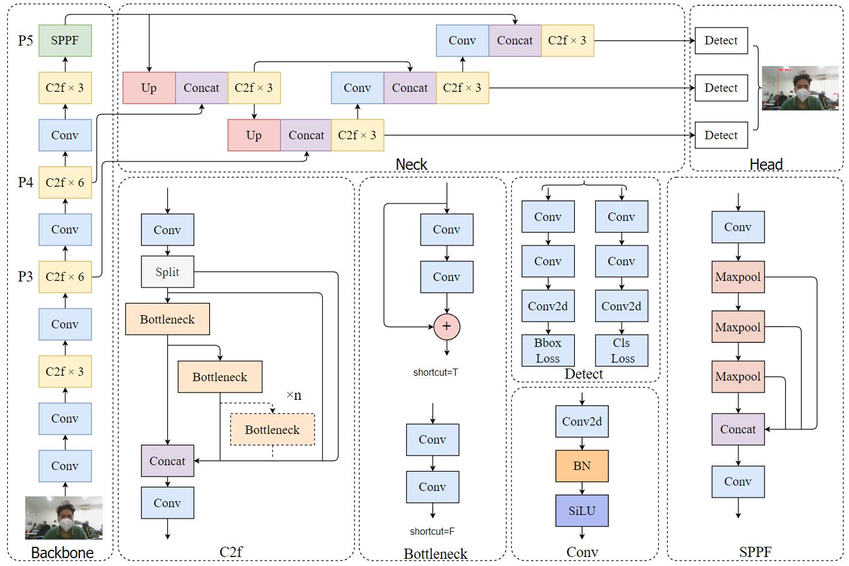 P5
SPPF
C2f × 3
Conv
P4
C2f × 6
Conv
P3
C2f × 6
Conv
C2f × 3
Conv
Conv
Backbone
Conv
Concat
C2f × 3
Up
Concat
C2f × 3
Conv
Concat
C2f × 3
Up
Concat
C2f × 3
Neck
Detect
Detect
Detect
Head
Conv
Split
Bottleneck
Bottleneck
×n
Bottleneck
Concat
Conv
C2f
Conv
Conv
+
shortcut=T
Conv
Conv
shortcut=F
Bottleneck
Conv
Conv
Conv
Conv
Conv2d
Conv2d
Bbox
Loss
Cls
Loss
Detect
Conv2d
BN
SiLU
Conv
Conv
Maxpool
Maxpool
Maxpool
Concat
Conv
SPPF